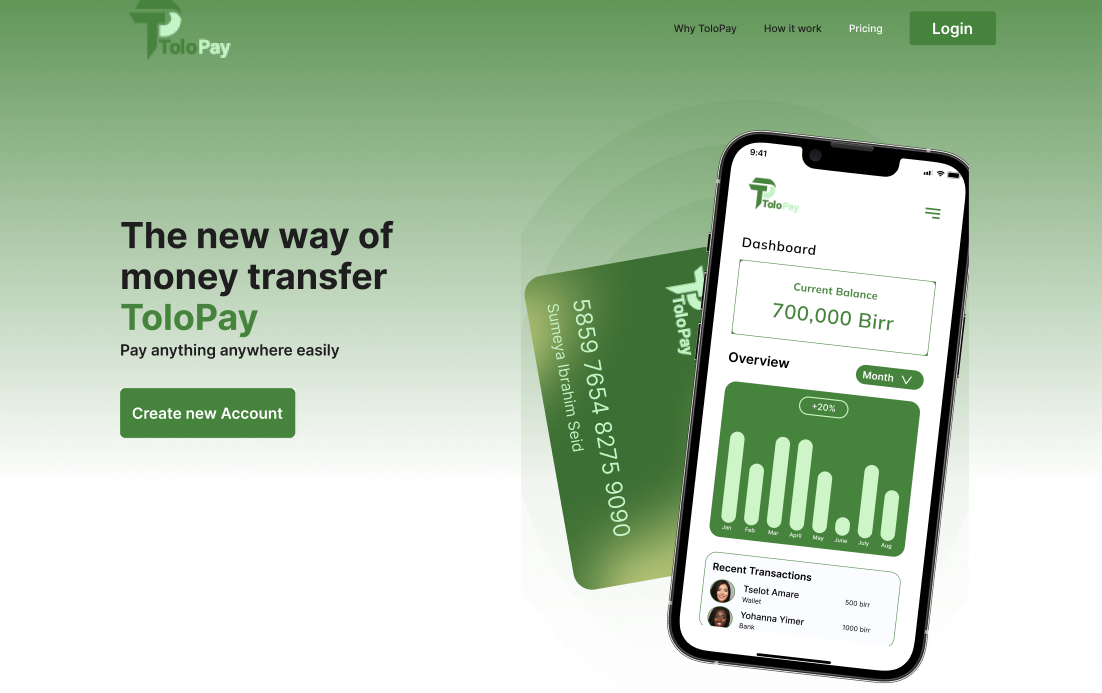 ToloPay
Why ToloPay
How it work
Pricing
Login
The new way of
money transfer
ToloPay
Pay anything anywhere easily
Create new Account
ToloPay
5859 7654 8275 9090
Sumeya Ibrahim Seid
9:41
ToloPay
Dashboard
Current Balance
700,000 Birr
Overview
Month
+20%
Jan Feb Mar April May June July Aug
Recent Transactions
Tselot Amare
Wallet
500 birr
Yohanna Yimer
Bank
1000 birr